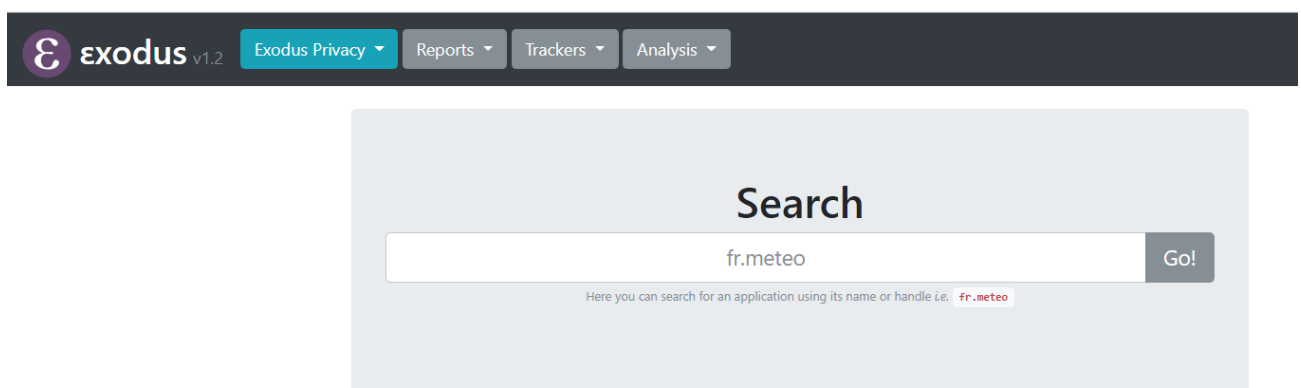 ε εxodus v1.2 Exodus Privacy Reports Trackers Analysis
Search
fr.meteo Go!
Here you can search for an application using its name or handle i.e. fr.meteo